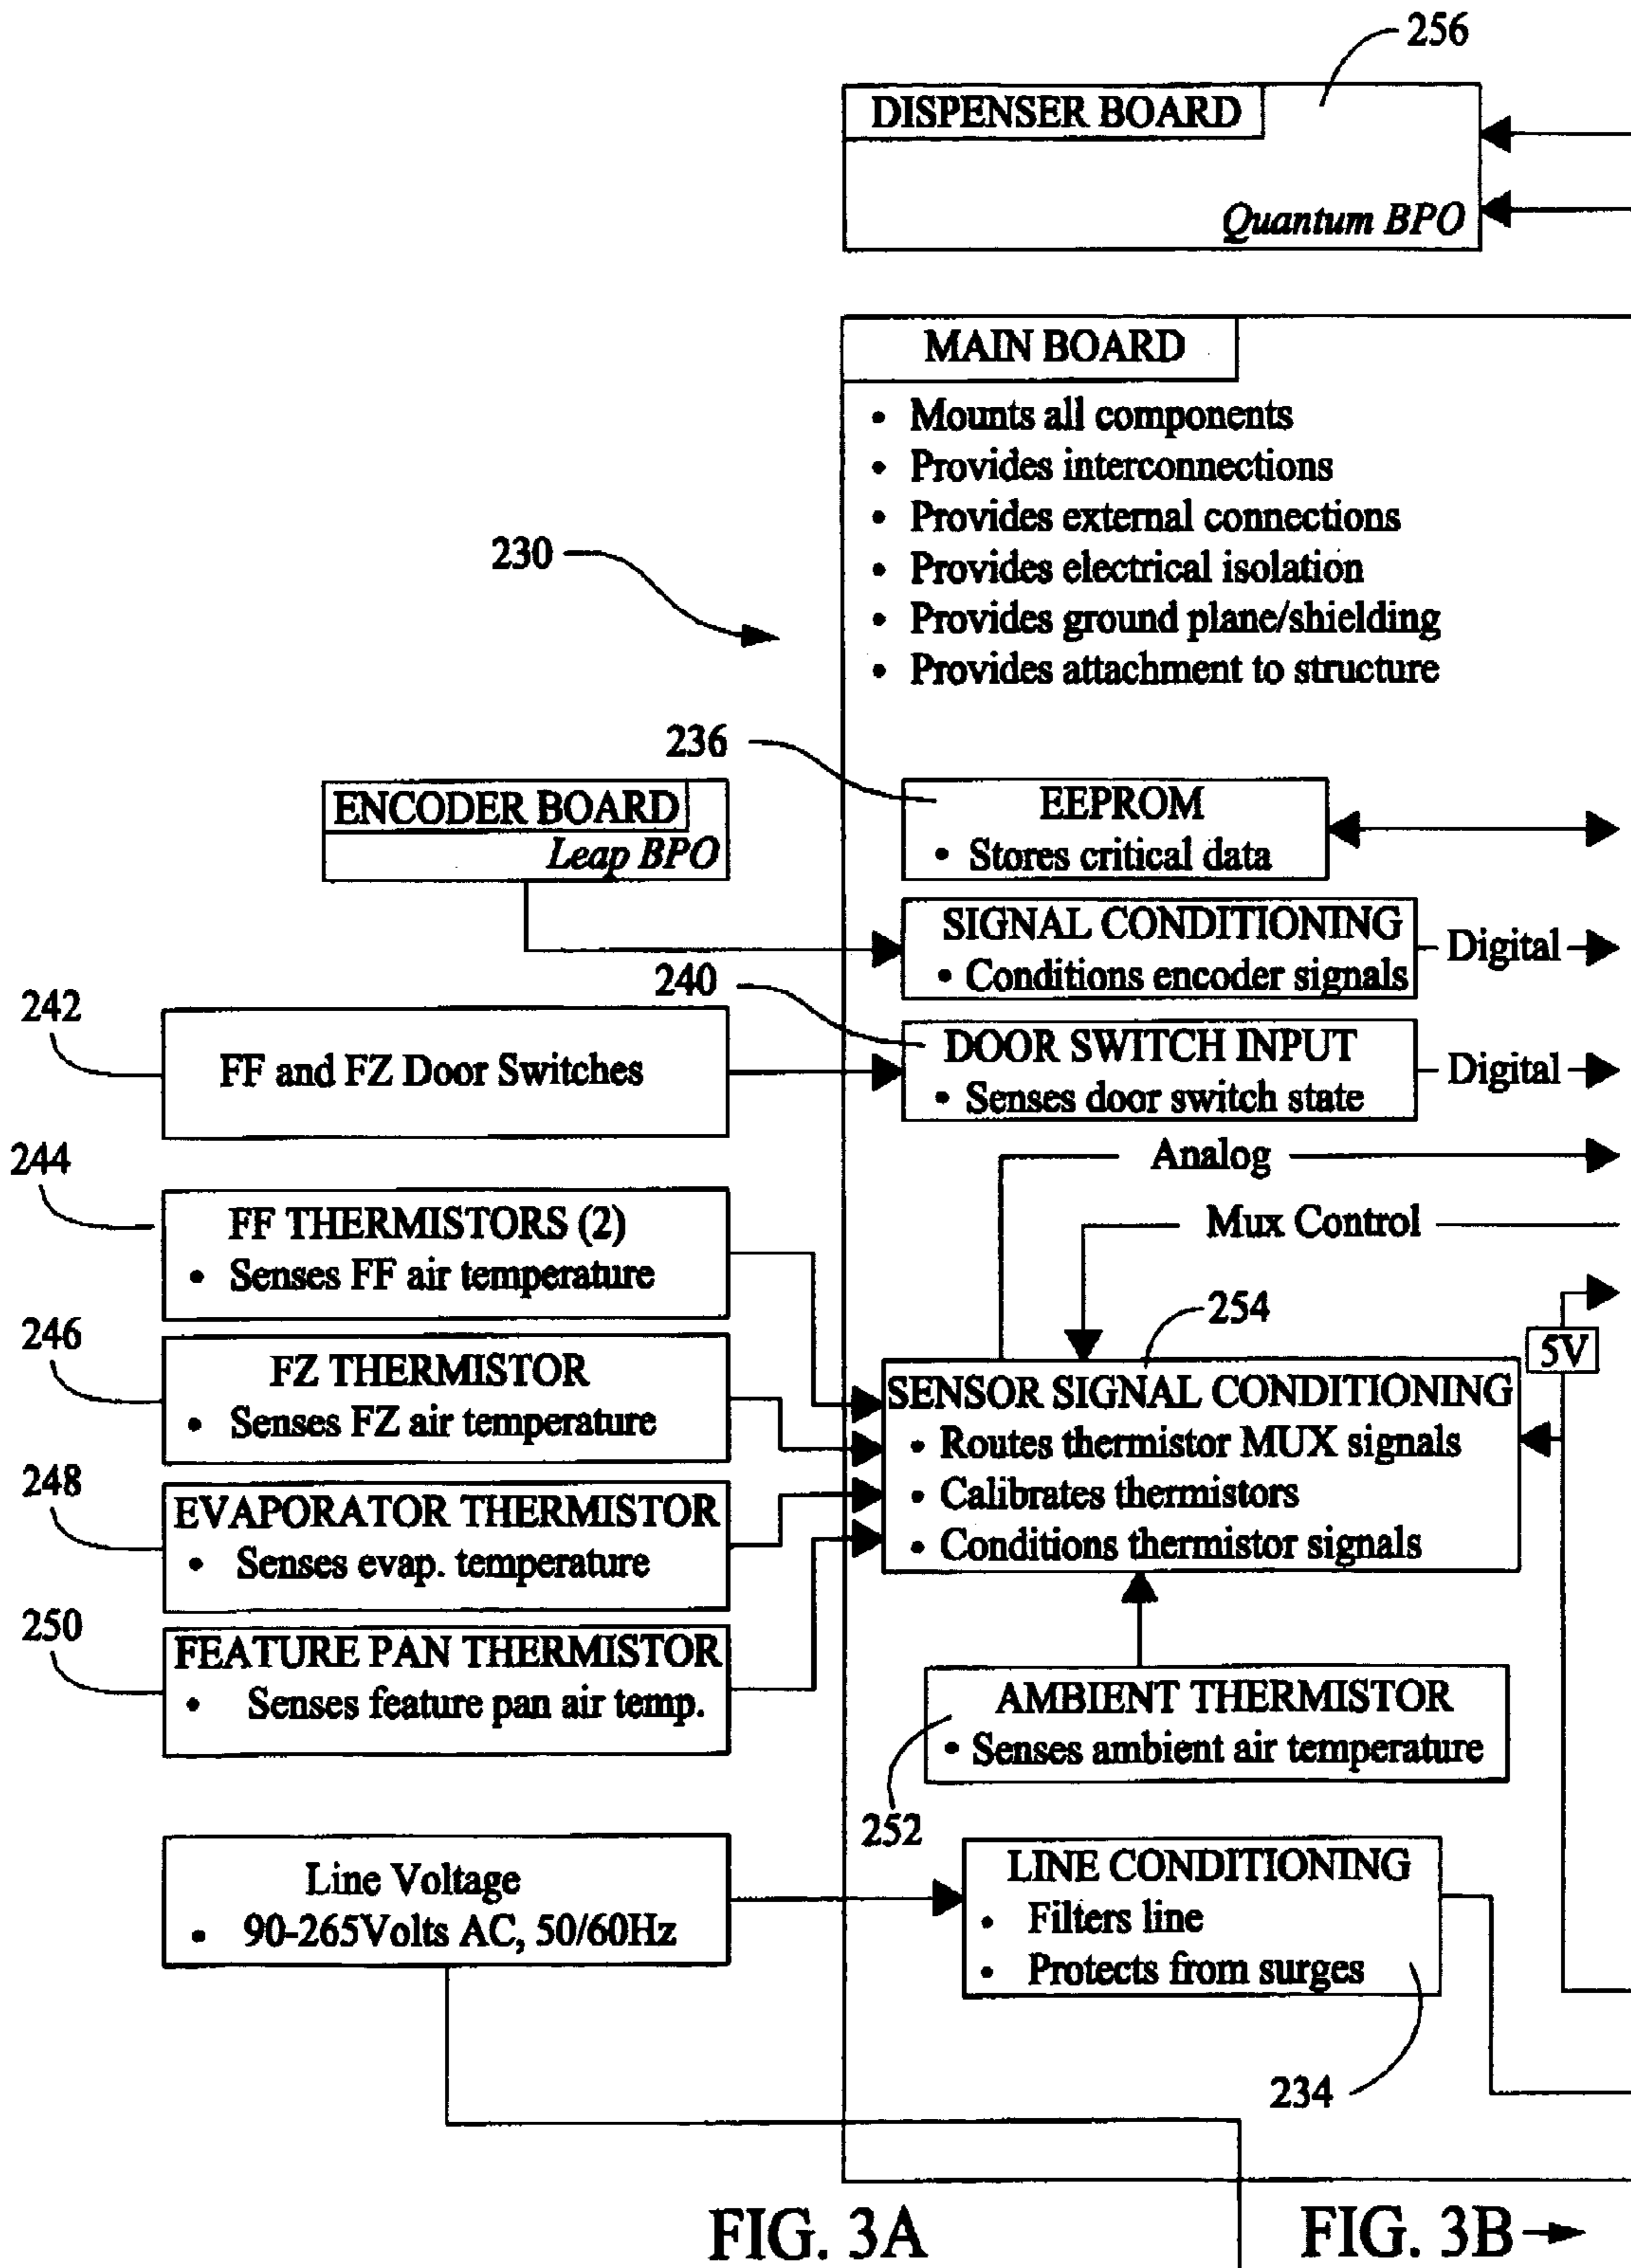 256
DISPENSER BOARD
Quantum BPO
MAIN BOARD
• Mounts all components
• Provides interconnections
• Provides external connections
230
• Provides electrical isolation
• Provides ground plane/shielding
• Provides attachment to structure
236
ENCODER BOARD
Leap BPO
EEPROM
• Stores critical data
SIGNAL CONDITIONING
• Conditions encoder signals
Digital
240
242
FF and FZ Door Switches
DOOR SWITCH INPUT
• Senses door switch state
Digital
244
Analog
FF THERMISTORS (2)
• Senses FF air temperature
Mux Control
254
5V
246
FZ THERMISTOR
• Senses FZ air temperature
SENSOR SIGNAL CONDITIONING
• Routes thermistor MUX signals
• Calibrates thermistors
• Conditions thermistor signals
248
EVAPORATOR THERMISTOR
• Senses evap. temperature
250
FEATURE PAN THERMISTOR
• Senses feature pan air temp.
AMBIENT THERMISTOR
• Senses ambient air temperature
252
Line Voltage
• 90-265Volts AC, 50/60Hz
LINE CONDITIONING
• Filters line
• Protects from surges
234
FIG. 3A
FIG. 3B